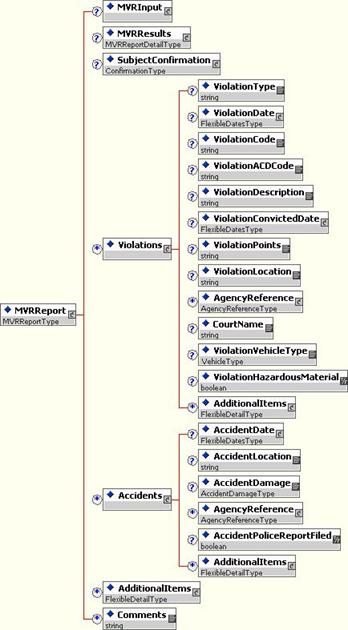 MVRInput
MVRResults
MVRReportDetailType
SubjectConfirmation
ConfirmationType
ViolationType
string
ViolationDate
FlexibleDatesType
ViolationCode
string
ViolationACDCode
string
ViolationDescription
string
ViolationConvictedDate
FlexibleDatesType
Violations
ViolationPoints
string
ViolationLocation
string
AgencyReference
AgencyReferenceType
MVRReport
MVRReportType
CourtName
string
ViolationVehicleType
VehicleType
ViolationHazardousMaterial
boolean
AdditionalItems
FlexibleDetailType
AccidentDate
FlexibleDatesType
AccidentLocation
string
AccidentDamage
AccidentDamageType
Accidents
AgencyReference
AgencyReferenceType
AccidentPoliceReportFiled
boolean
AdditionalItems
FlexibleDetailType
AdditionalItems
FlexibleDetailType
Comments
string